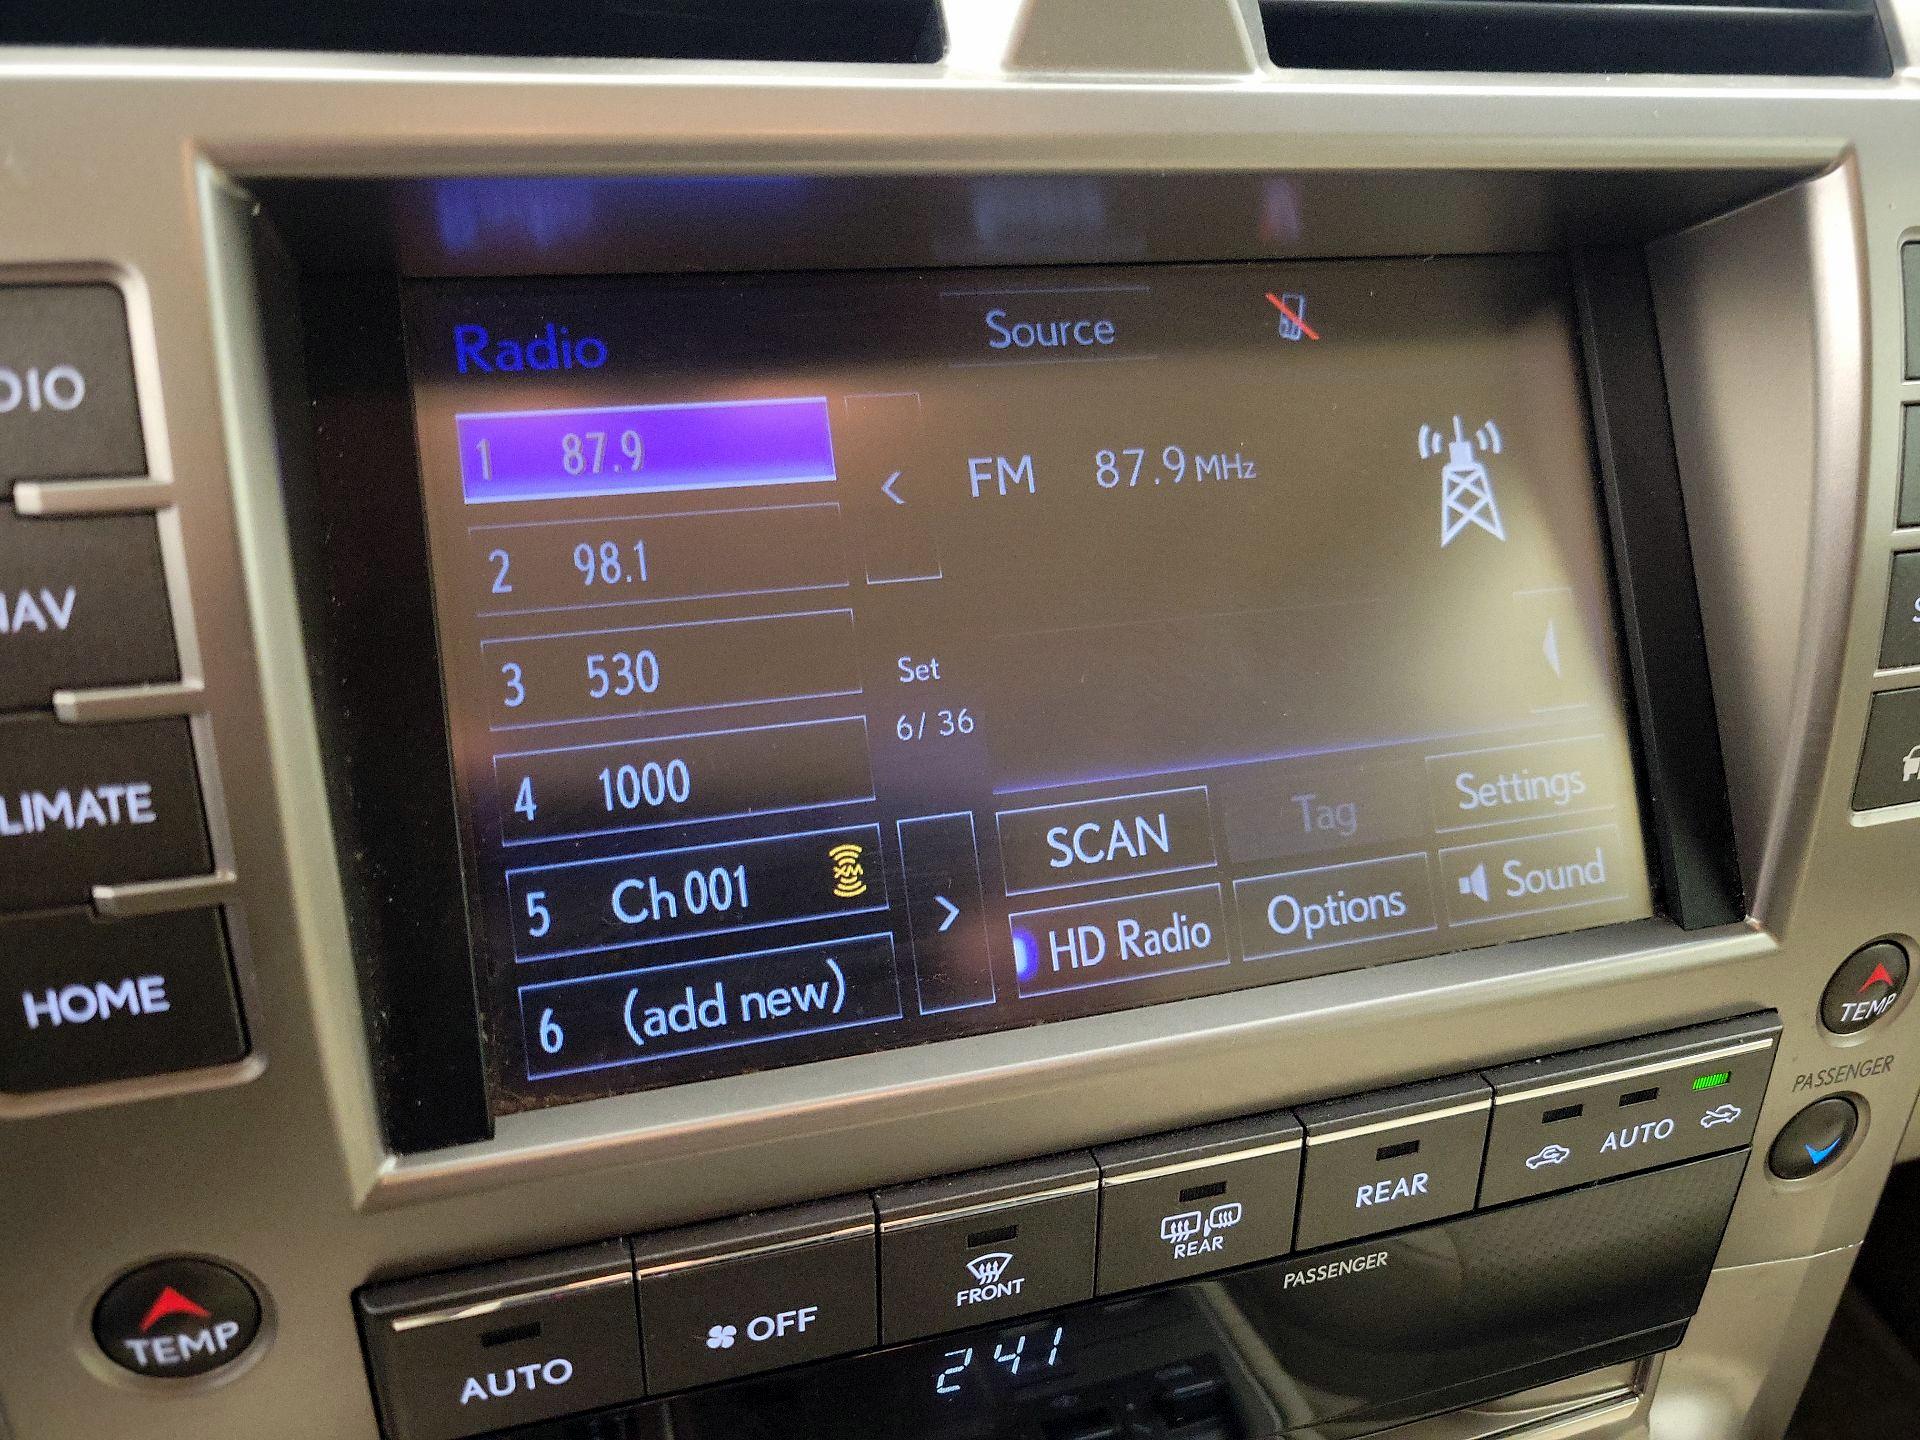 Radio
Source
1 87.9
<
FM 87.9 MHz
2 98.1
3 530
Set
6/ 36
4 1000
SCAN
Tag
Settings
5 Ch 001
XM
>
HD Radio
Options
Sound
6 (add new)
DIO
NAV
LIMATE
HOME
TEMP
PASSENGER
TEMP
AUTO
OFF
FRONT
REAR
REAR
AUTO
PASSENGER
241